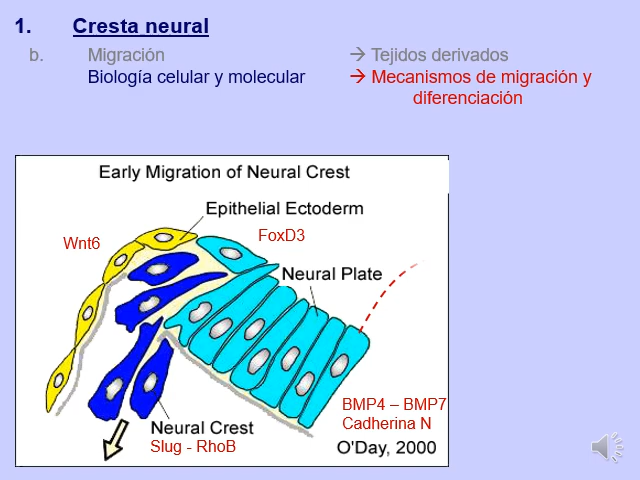 1. Cresta neural
b. Migración → Tejidos derivados
Biología celular y molecular → Mecanismos de migración y
diferenciación
Early Migration of Neural Crest
Epithelial Ectoderm
Wnt6
FoxD3
Neural Plate
BMP4 – BMP7
Cadherina N
Neural Crest
Slug - RhoB
O'Day, 2000